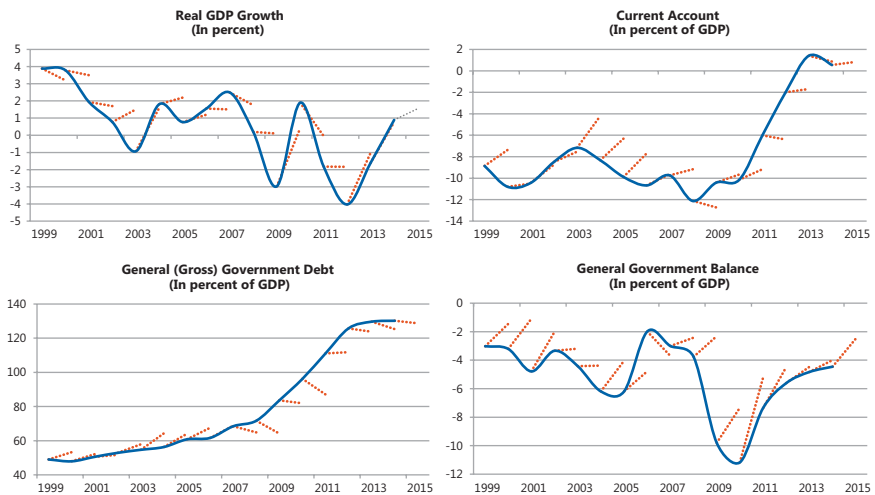 Real GDP Growth
(In percent)
5
4
3
2
1
0
-1
-2
-3
-4
-5
1999 2001 2003 2005 2007 2009 2011 2013 2015
Current Account
(In percent of GDP)
2
0
-2
-4
-6
-8
-10
-12
-14
1999 2001 2003 2005 2007 2009 2011 2013 2015
General (Gross) Government Debt
(In percent of GDP)
140
120
100
80
60
40
1999 2001 2003 2005 2007 2009 2011 2013 2015
General Government Balance
(In percent of GDP)
0
-2
-4
-6
-8
-10
-12
1999 2001 2003 2005 2007 2009 2011 2013 2015